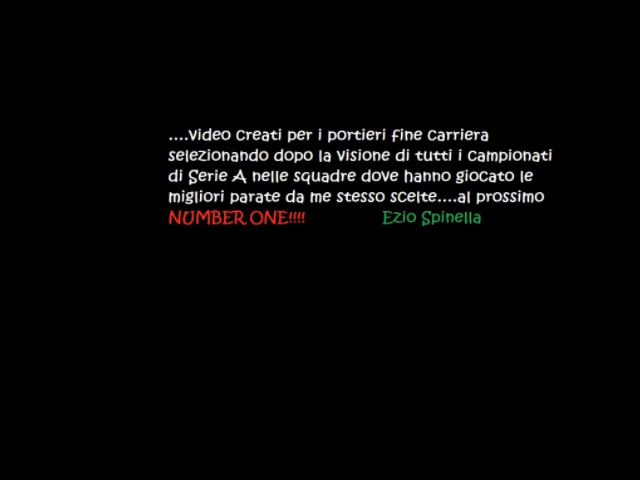 ....Video creati per i portieri fine carriera
selezionando dopo la visione di tutti i campionati
di Serie A nelle squadre dove hanno giocato le
migliori parate da me stesso scelte....al prossimo
NUMBER ONE!!!! Ezio Spinella